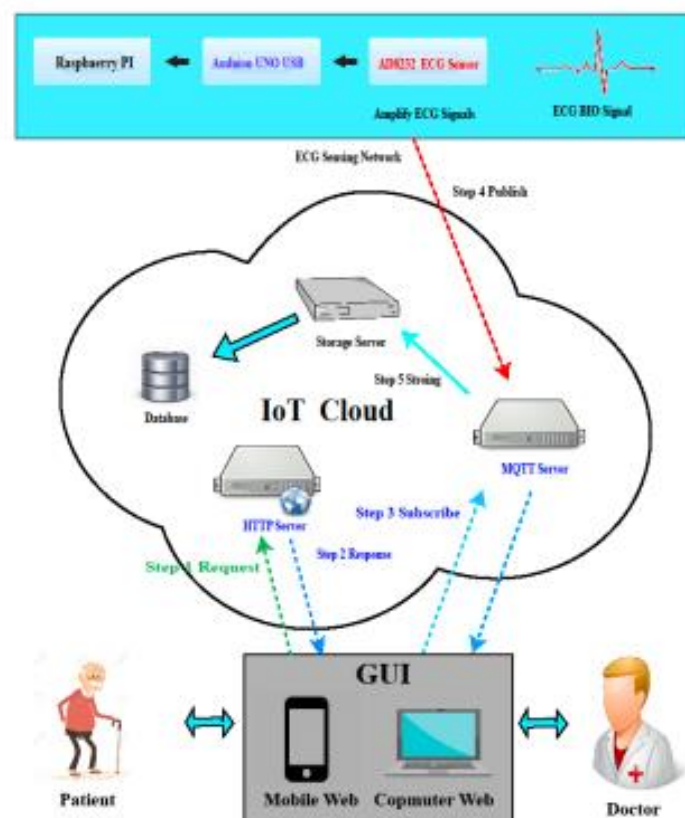 Raspbaerry PI
Arduion UNO USB
AD8232 ECG Sensor
Amplify ECG Signals
ECG BIO Signal
ECG Sensing Network
Step 4 Publish
Storage Server
Step 5 Stroing
Database
IoT Cloud
MQTT Server
HTTP Server
Step 3 Subscribe
Step 2 Response
Step 1 Request
GUI
Mobile Web
Copmuter Web
Patient
Doctor